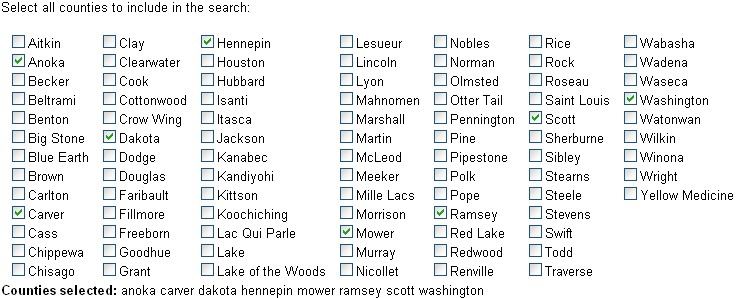 Select all counties to include in the search:
Aitkin Clay Hennepin Lesueur Nobles Rice Wabasha
Anoka Clearwater Houston Lincoln Norman Rock Wadena
Becker Cook Hubbard Lyon Olmsted Roseau Waseca
Beltrami Cottonwood Isanti Mahnomen Otter Tail Saint Louis Washington
Benton Crow Wing Itasca Marshall Pennington Scott Watonwan
Big Stone Dakota Jackson Martin Pine Sherburne Wilkin
Blue Earth Dodge Kanabec McLeod Pipestone Sibley Winona
Brown Douglas Kandiyohi Meeker Polk Stearns Wright
Carlton Faribault Kittson Mille Lacs Pope Steele Yellow Medicine
Carver Fillmore Koochiching Morrison Ramsey Stevens
Cass Freeborn Lac Qui Parle Mower Red Lake Swift
Chippewa Goodhue Lake Murray Redwood Todd
Chisago Grant Lake of the Woods Nicollet Renville Traverse
Counties selected: anoka carver dakota hennepin mower ramsey scott washington